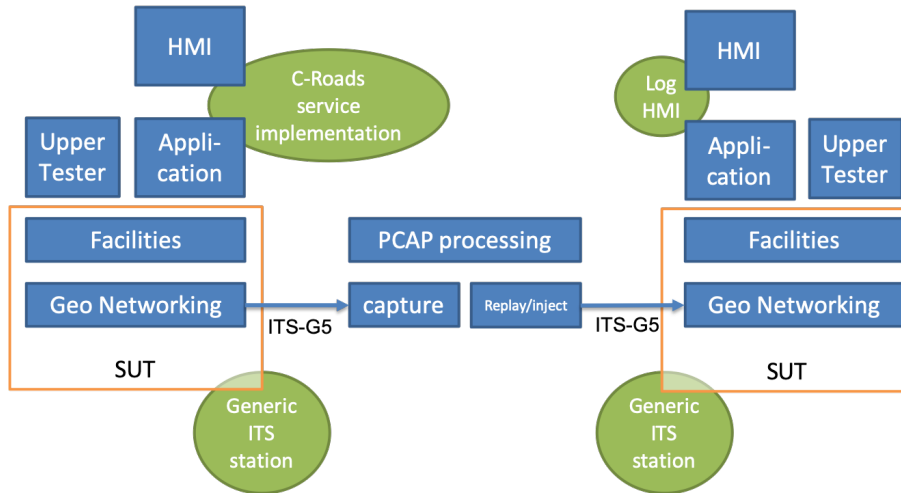 HMI
C-Roads
service
implementation
Upper
Tester
Appli-
cation
Facilities
Geo Networking
SUT
Generic
ITS
station
ITS-G5
PCAP processing
capture
Replay/inject
ITS-G5
HMI
Log
HMI
Appli-
cation
Upper
Tester
Facilities
Geo Networking
SUT
Generic
ITS
station